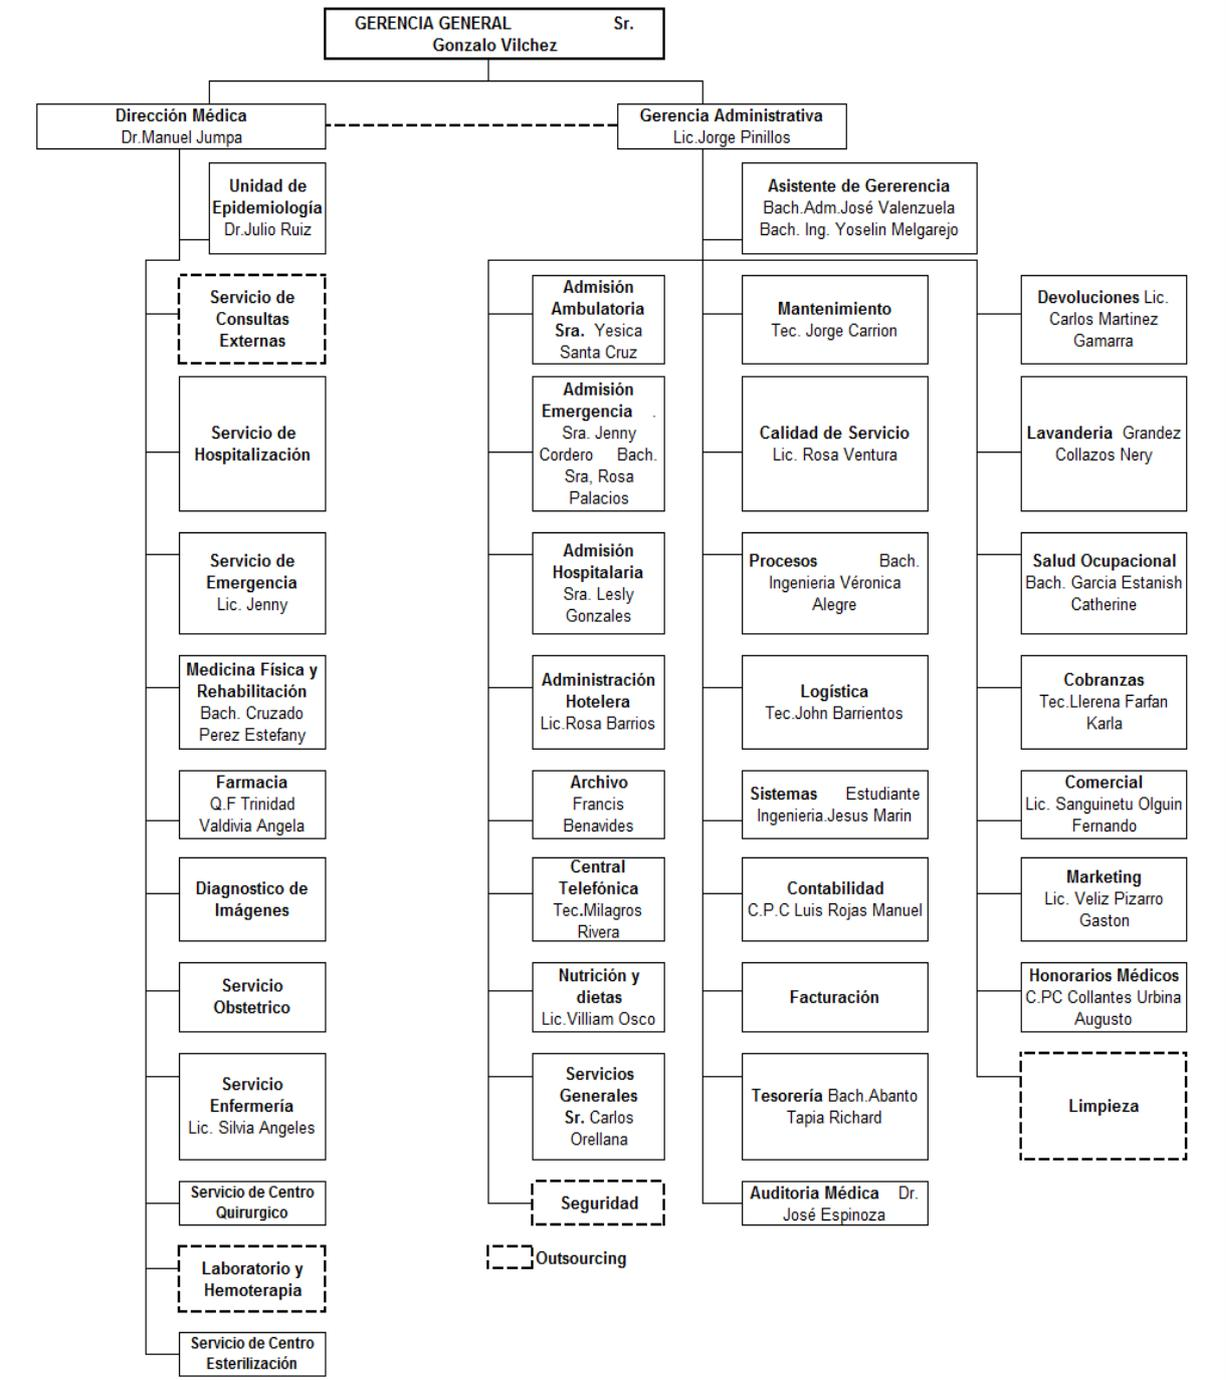 GERENCIA GENERAL Sr.
Gonzalo Vilchez
Dirección Médica
Dr.Manuel Jumpa
Gerencia Administrativa
Lic.Jorge Pinillos
Unidad de
Epidemiología
Dr.Julio Ruiz
Asistente de Gererencia
Bach.Adm.José Valenzuela
Bach. Ing. Yoselin Melgarejo
Servicio de
Consultas
Externas
Servicio de
Hospitalización
Servicio de
Emergencia
Lic. Jenny
Medicina Física y
Rehabilitación
Bach. Cruzado
Perez Estefany
Farmacia
Q.F Trinidad
Valdivia Angela
Diagnostico de
Imágenes
Servicio
Obstetrico
Servicio
Enfermería
Lic. Silvia Angeles
Servicio de Centro
Quirurgico
Laboratorio y
Hemoterapia
Servicio de Centro
Esterilización
Admisión
Ambulatoria
Sra. Yesica
Santa Cruz
Admisión
Emergencia .
Sra. Jenny
Cordero Bach.
Sra, Rosa
Palacios
Admisión
Hospitalaria
Sra. Lesly
Gonzales
Administración
Hotelera
Lic.Rosa Barrios
Archivo
Francis
Benavides
Central
Telefónica
Tec.Milagros
Rivera
Nutrición y
dietas
Lic.Villiam Osco
Servicios
Generales
Sr. Carlos
Orellana
Seguridad
Outsourcing
Mantenimiento
Tec. Jorge Carrion
Calidad de Servicio
Lic. Rosa Ventura
Procesos Bach.
Ingenieria Véronica
Alegre
Logística
Tec.John Barrientos
Sistemas Estudiante
Ingenieria.Jesus Marin
Contabilidad
C.P.C Luis Rojas Manuel
Facturación
Tesorería Bach.Abanto
Tapia Richard
Auditoria Médica Dr.
José Espinoza
Devoluciones Lic.
Carlos Martinez
Gamarra
Lavanderia Grandez
Collazos Nery
Salud Ocupacional
Bach. Garcia Estanish
Catherine
Cobranzas
Tec.Llerena Farfan
Karla
Comercial
Lic. Sanguinetu Olguin
Fernando
Marketing
Lic. Veliz Pizarro
Gaston
Honorarios Médicos
C.PC Collantes Urbina
Augusto
Limpieza